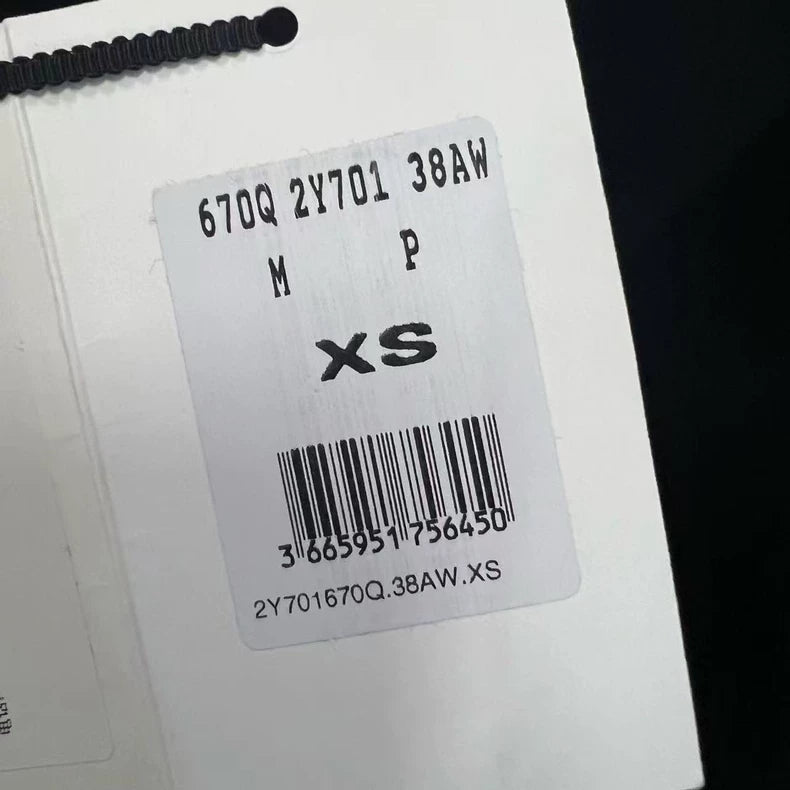 670Q 2Y701 38AW
M P
XS
3 665951 756450
2Y701670Q.38AW.XS